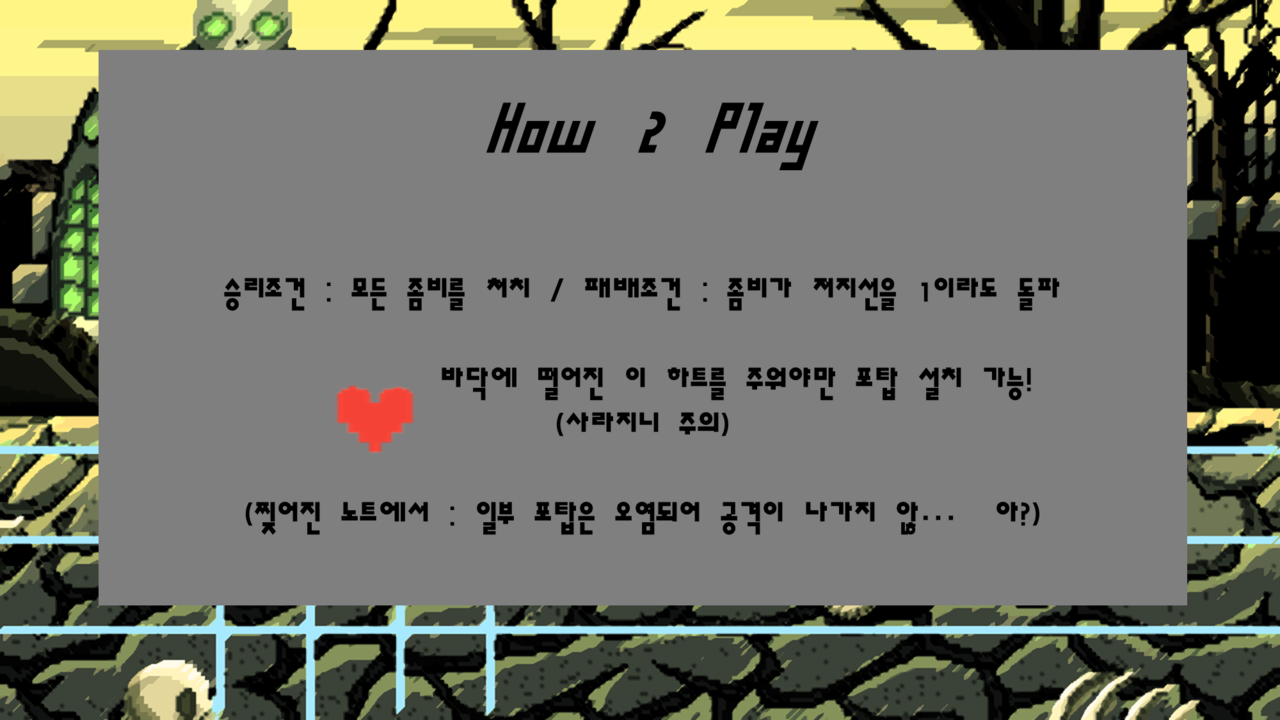 How 2 Play
승리조건 : 모든 좀비를 처치 / 패배조건 : 좀비가 저지선을 1이라도 돌파
바닥에 떨어진 이 하트를 주워야만 포탑 설치 가능!
(사라지니 주의)
(찢어진 노트에서 : 일부 포탑은 오염되어 공격이 나가지 않... 아?)